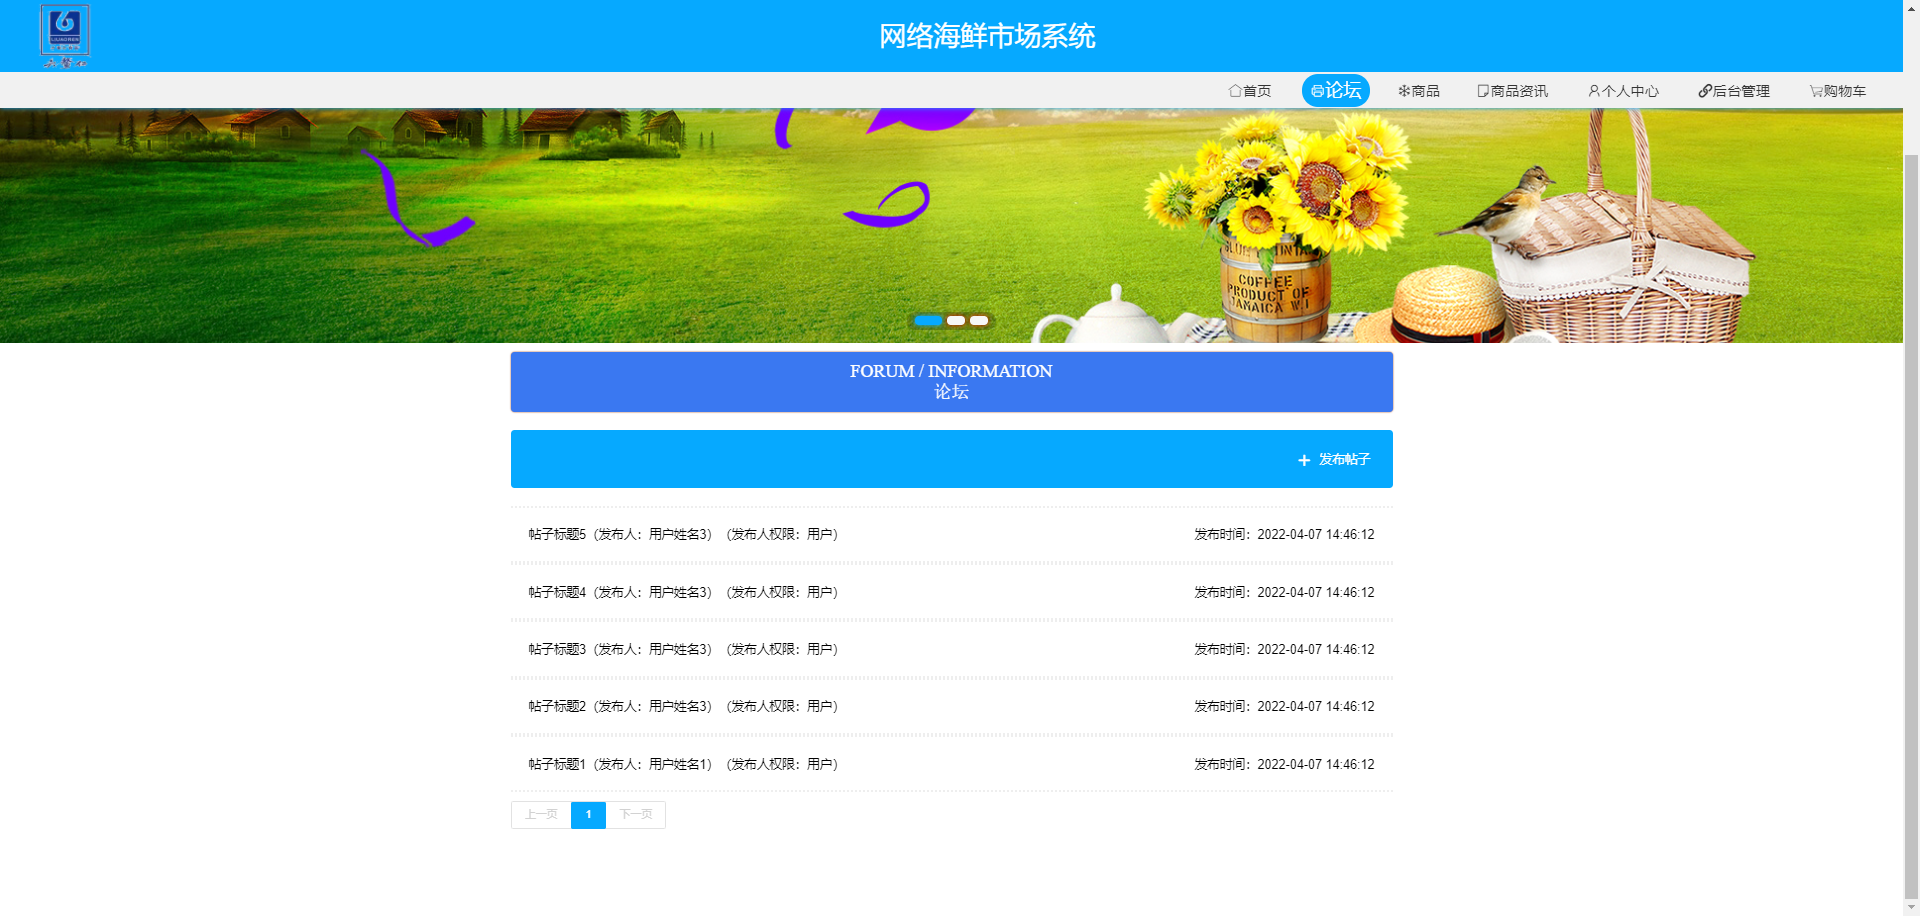 网络海鲜市场系统
首页 论坛 商品 商品资讯 个人中心 后台管理 购物车
COFFEE
PRODUCT OF
JAMAICA W.I
FORUM / INFORMATION
论坛
发布帖子
帖子标题5（发布人：用户姓名3）（发布人权限：用户） 发布时间：2022-04-07 14:46:12
帖子标题4（发布人：用户姓名3）（发布人权限：用户） 发布时间：2022-04-07 14:46:12
帖子标题3（发布人：用户姓名3）（发布人权限：用户） 发布时间：2022-04-07 14:46:12
帖子标题2（发布人：用户姓名3）（发布人权限：用户） 发布时间：2022-04-07 14:46:12
帖子标题1（发布人：用户姓名1）（发布人权限：用户） 发布时间：2022-04-07 14:46:12
上一页 1 下一页